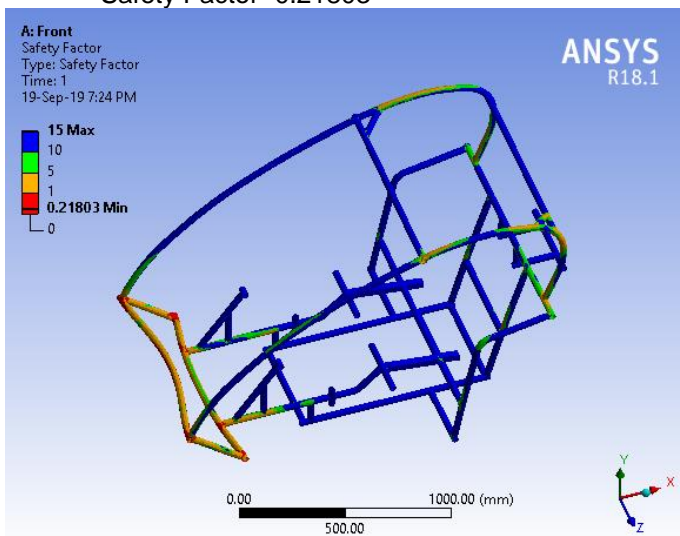 A: Front
Safety Factor
Type: Safety Factor
Time: 1
19-Sep-19 7:24 PM
15 Max
10
5
1
0.21803 Min
0
ANSYS
R18.1
0.00
1000.00 (mm)
500.00
Y
X
Z